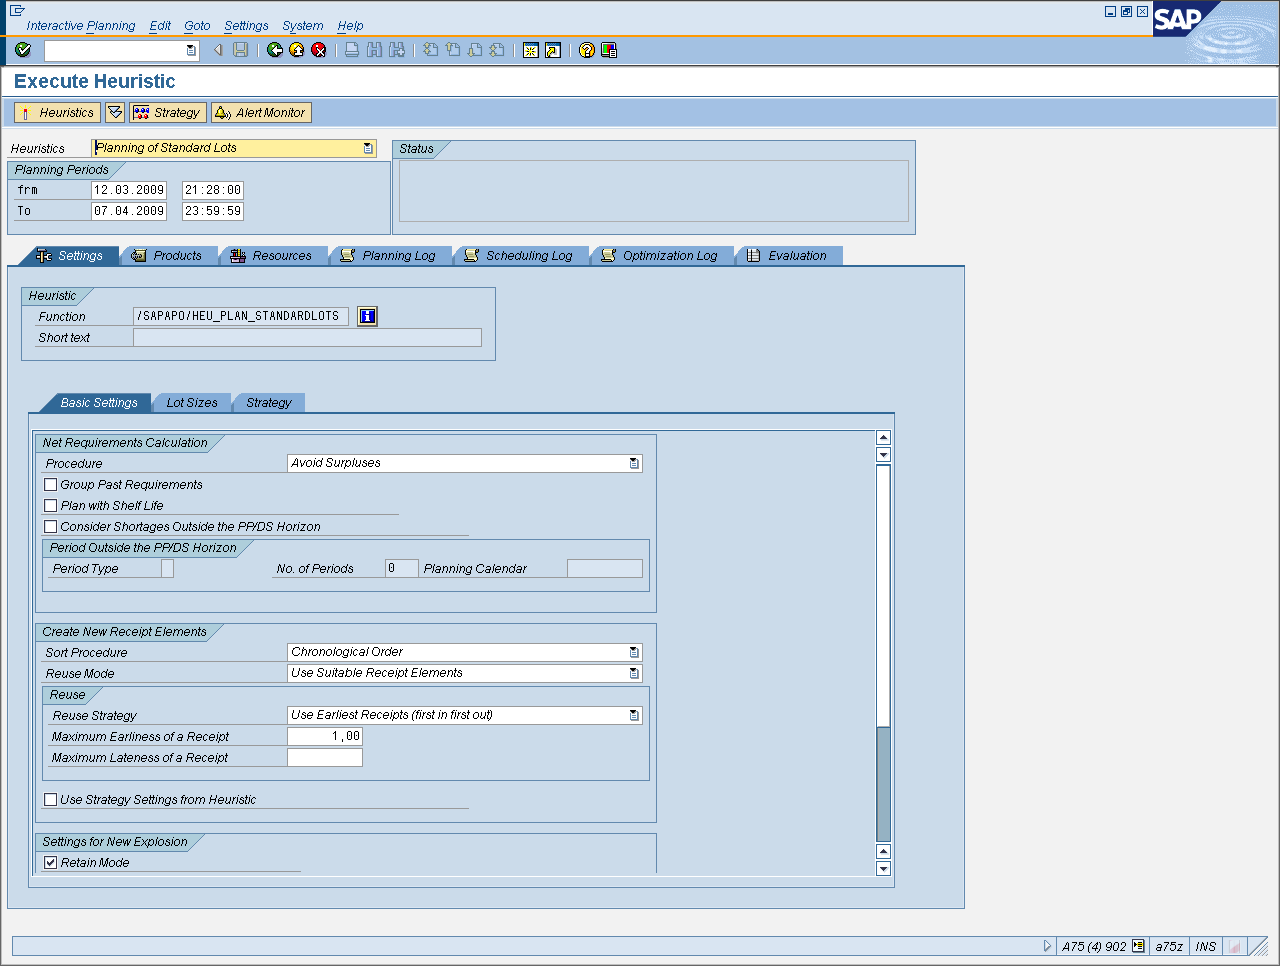 Interactive Planning Edit Goto Settings System Help
SAP
Execute Heuristic
Heuristics Strategy Alert Monitor
Heuristics Planning of Standard Lots
Status
Planning Periods
frm 12.03.2009 21:28:00
To 07.04.2009 23:59:59
Settings Products Resources Planning Log Scheduling Log Optimization Log Evaluation
Heuristic
Function /SAPAPO/HEU_PLAN_STANDARDLOTS
Short text
Basic Settings Lot Sizes Strategy
Net Requirements Calculation
Procedure Avoid Surpluses
Group Past Requirements
Plan with Shelf Life
Consider Shortages Outside the PP/DS Horizon
Period Outside the PP/DS Horizon
Period Type No. of Periods 0 Planning Calendar
Create New Receipt Elements
Sort Procedure Chronological Order
Reuse Mode Use Suitable Receipt Elements
Reuse
Reuse Strategy Use Earliest Receipts (first in first out)
Maximum Earliness of a Receipt 1,00
Maximum Lateness of a Receipt
Use Strategy Settings from Heuristic
Settings for New Explosion
Retain Mode
A75 (4) 902 a75z INS